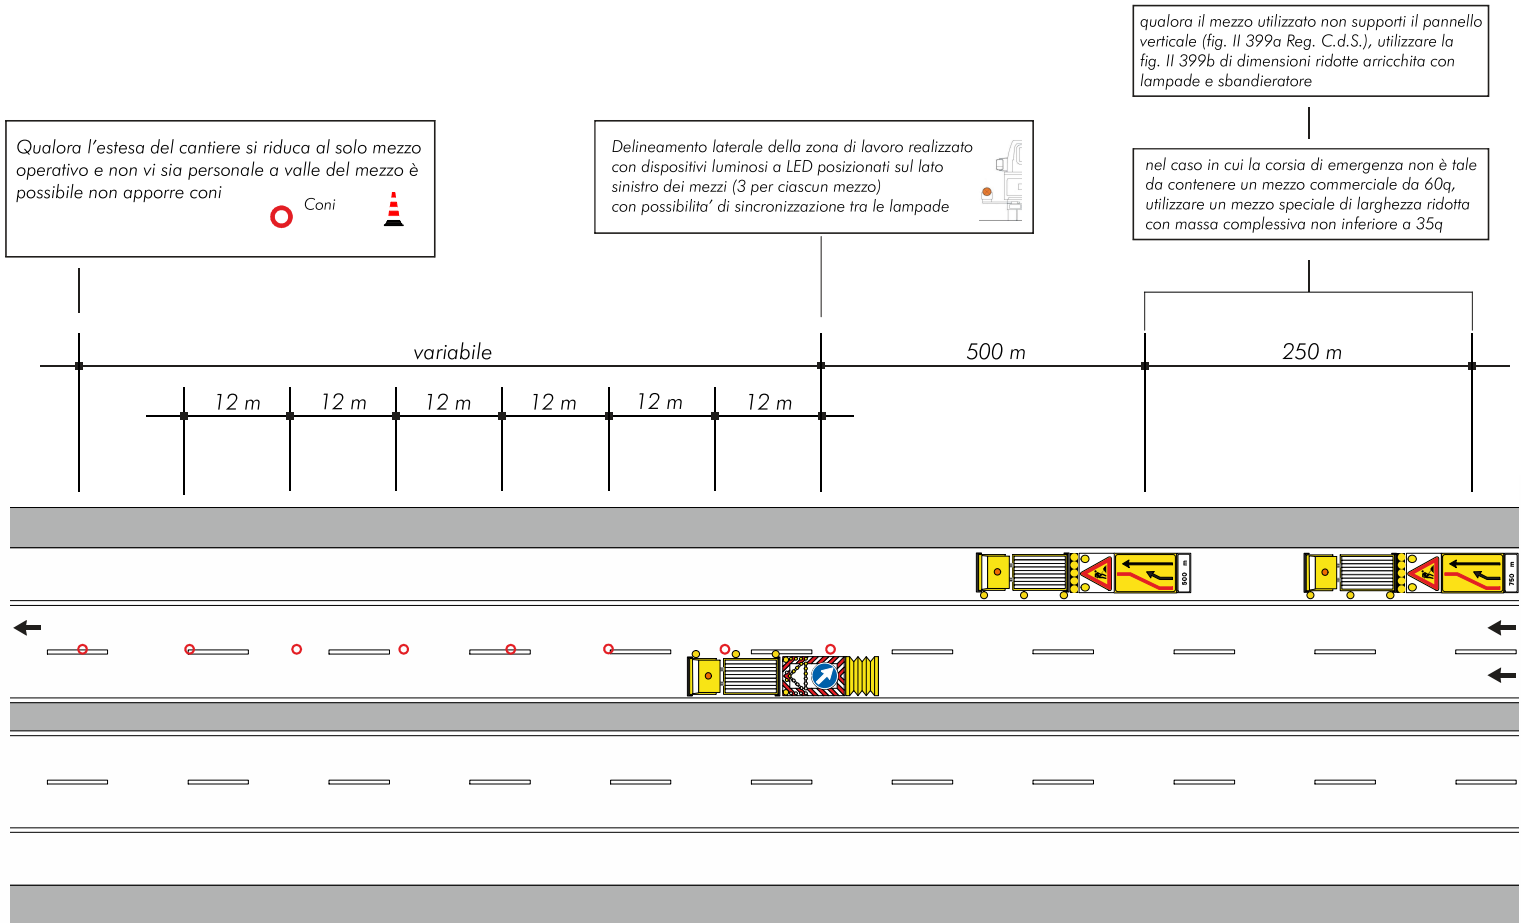 qualora il mezzo utilizzato non supporti il pannello
verticale (fig. II 399a Reg. C.d.S.), utilizzare la
fig. II 399b di dimensioni ridotte arricchita con
lampade e sbandieratore
Qualora l'estesa del cantiere si riduca al solo mezzo
operativo e non vi sia personale a valle del mezzo è
possibile non apporre coni
Coni
Delineamento laterale della zona di lavoro realizzato
con dispositivi luminosi a LED posizionati sul lato
sinistro dei mezzi (3 per ciascun mezzo)
con possibilita' di sincronizzazione tra le lampade
nel caso in cui la corsia di emergenza non è tale
da contenere un mezzo commerciale da 60q,
utilizzare un mezzo speciale di larghezza ridotta
con massa complessiva non inferiore a 35q
variabile 500 m 250 m
12 m 12 m 12 m 12 m 12 m 12 m
500 m
750 m